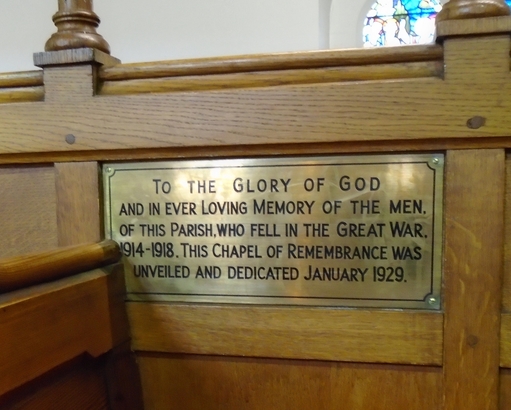 To the Glory of God
and in ever Loving Memory of the men,
of this Parish, who fell in the Great War,
1914-1918. This Chapel of Remembrance was
unveiled and dedicated January 1929.